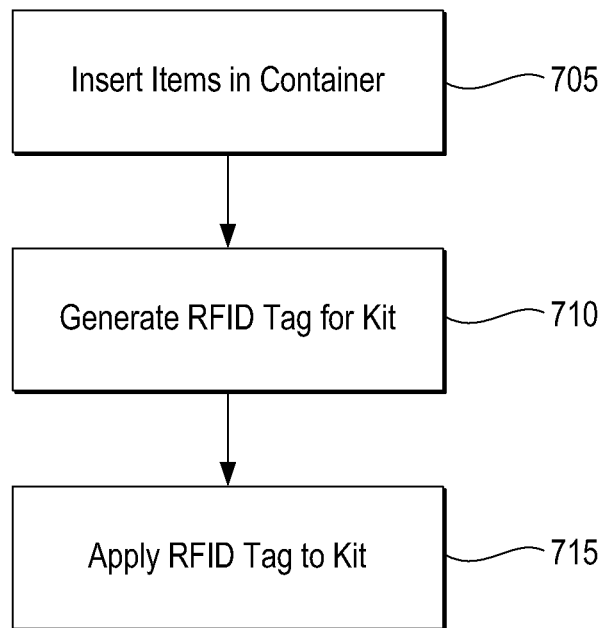 Insert Items in Container
705
Generate RFID Tag for Kit
710
Apply RFID Tag to Kit
715